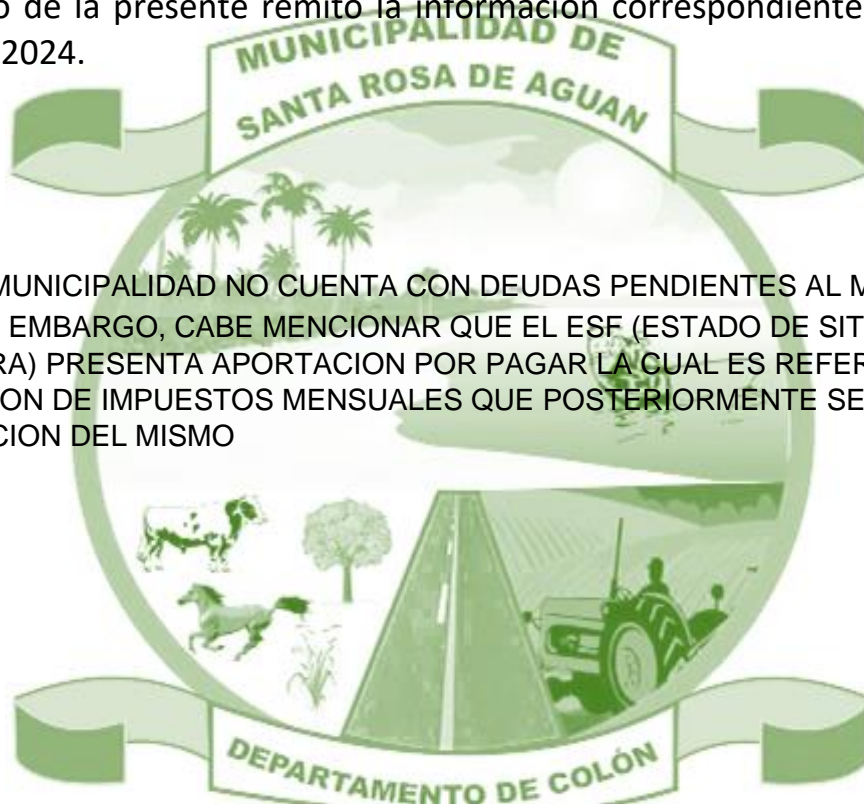 o de la presente remito la información correspondiente
2024.
MUNICIPALIDAD DE
SANTA ROSA DE AGUAN
MUNICIPALIDAD NO CUENTA CON DEUDAS PENDIENTES AL M
EMBARGO, CABE MENCIONAR QUE EL ESF (ESTADO DE SIT
RA) PRESENTA APORTACION POR PAGAR LA CUAL ES REFER
ON DE IMPUESTOS MENSUALES QUE POSTERIORMENTE SE
CION DEL MISMO
DEPARTAMENTO DE COLÓN